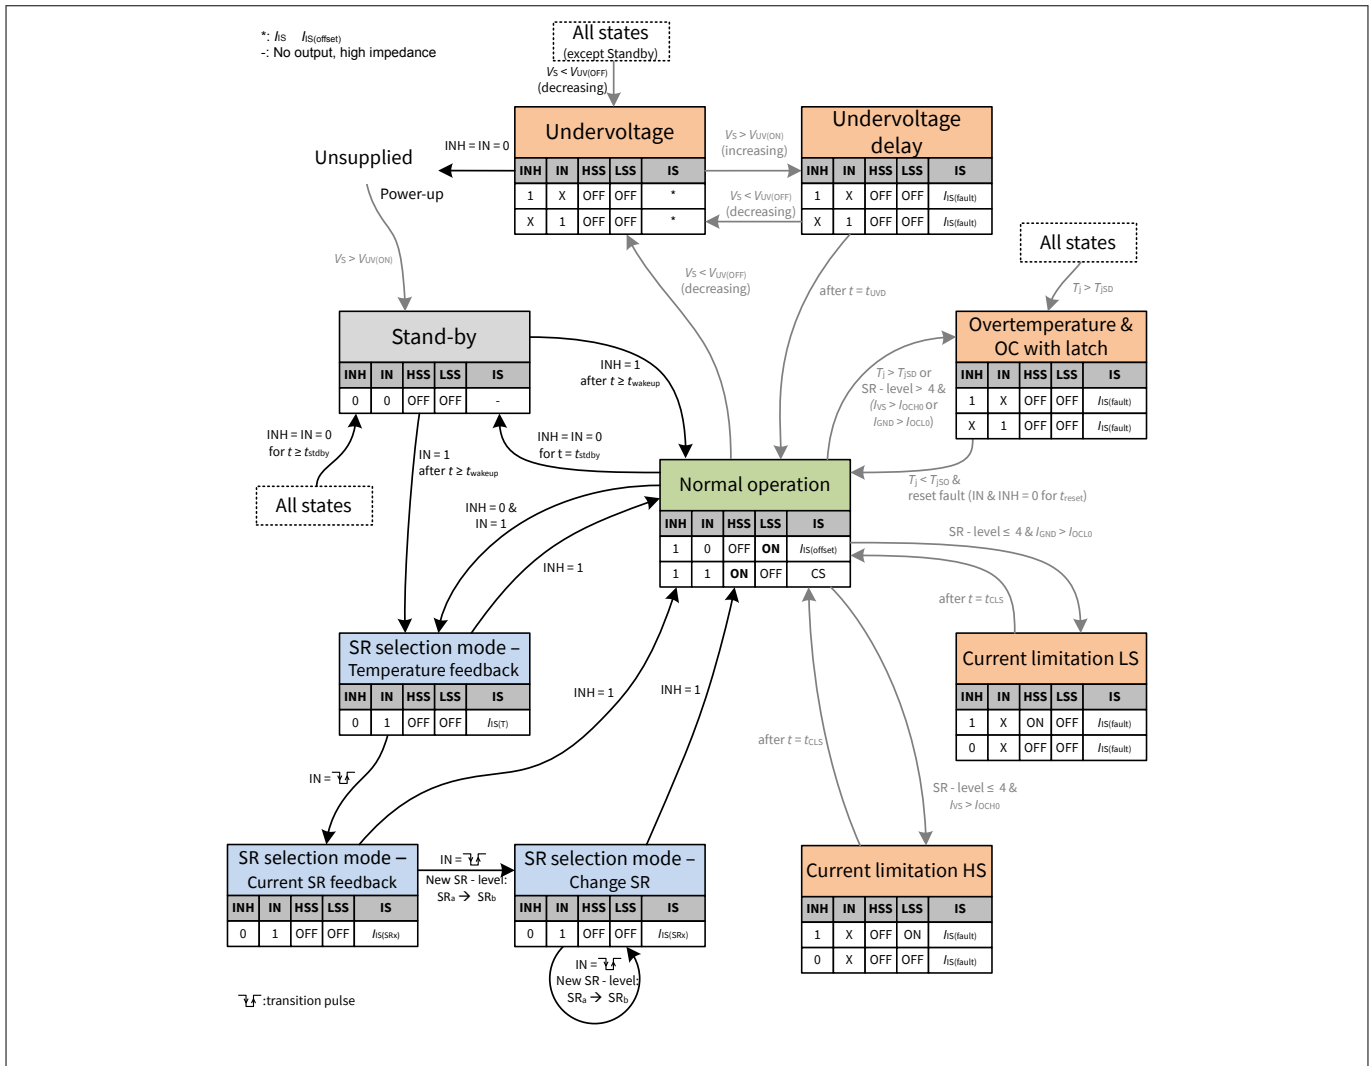 *: IIS   IIS(offset)
-: No output, high impedance
All states
(except Standby)
VS < VUV(OFF)
(decreasing)
Undervoltage
INH IN HSS LSS IS
1 X OFF OFF *
X 1 OFF OFF *
VS > VUV(ON)
(increasing)
VS < VUV(OFF)
(decreasing)
Undervoltage
delay
INH IN HSS LSS IS
1 X OFF OFF IIS(fault)
X 1 OFF OFF IIS(fault)
INH = IN = 0
Unsupplied
Power-up
VS > VUV(ON)
VS < VUV(OFF)
(decreasing)
after t = tUVD
All states
Tj > TjSD
Stand-by
INH IN HSS LSS IS
0 0 OFF OFF -
INH = 1
after t ≥ twakeup
Tj > TjSD or
SR - level > 4 &
(IVS > IOCH0 or
IGND > IOCL0)
Overtemperature &
OC with latch
INH IN HSS LSS IS
1 X OFF OFF IIS(fault)
X 1 OFF OFF IIS(fault)
INH = IN = 0
for t ≥ tstdby
All states
IN = 1
after t ≥ twakeup
INH = IN = 0
for t = tstdby
Tj < TjSO &
reset fault (IN & INH = 0 for treset)
Normal operation
INH IN HSS LSS IS
1 0 OFF ON IIS(offset)
1 1 ON OFF CS
INH = 0 &
IN = 1
INH = 1
SR - level ≤ 4 & IGND > IOCL0
after t = tCLS
SR selection mode –
Temperature feedback
INH IN HSS LSS IS
0 1 OFF OFF IIS(T)
INH = 1
INH = 1
Current limitation LS
INH IN HSS LSS IS
1 X ON OFF IIS(fault)
0 X OFF OFF IIS(fault)
after t = tCLS
SR - level ≤ 4 &
IVS > IOCH0
IN =
SR selection mode –
Current SR feedback
INH IN HSS LSS IS
0 1 OFF OFF IIS(SRx)
IN =
New SR - level:
SRa → SRb
SR selection mode –
Change SR
INH IN HSS LSS IS
0 1 OFF OFF IIS(SRx)
IN =
New SR - level:
SRa → SRb
Current limitation HS
INH IN HSS LSS IS
1 X OFF ON IIS(fault)
0 X OFF OFF IIS(fault)
:transition pulse